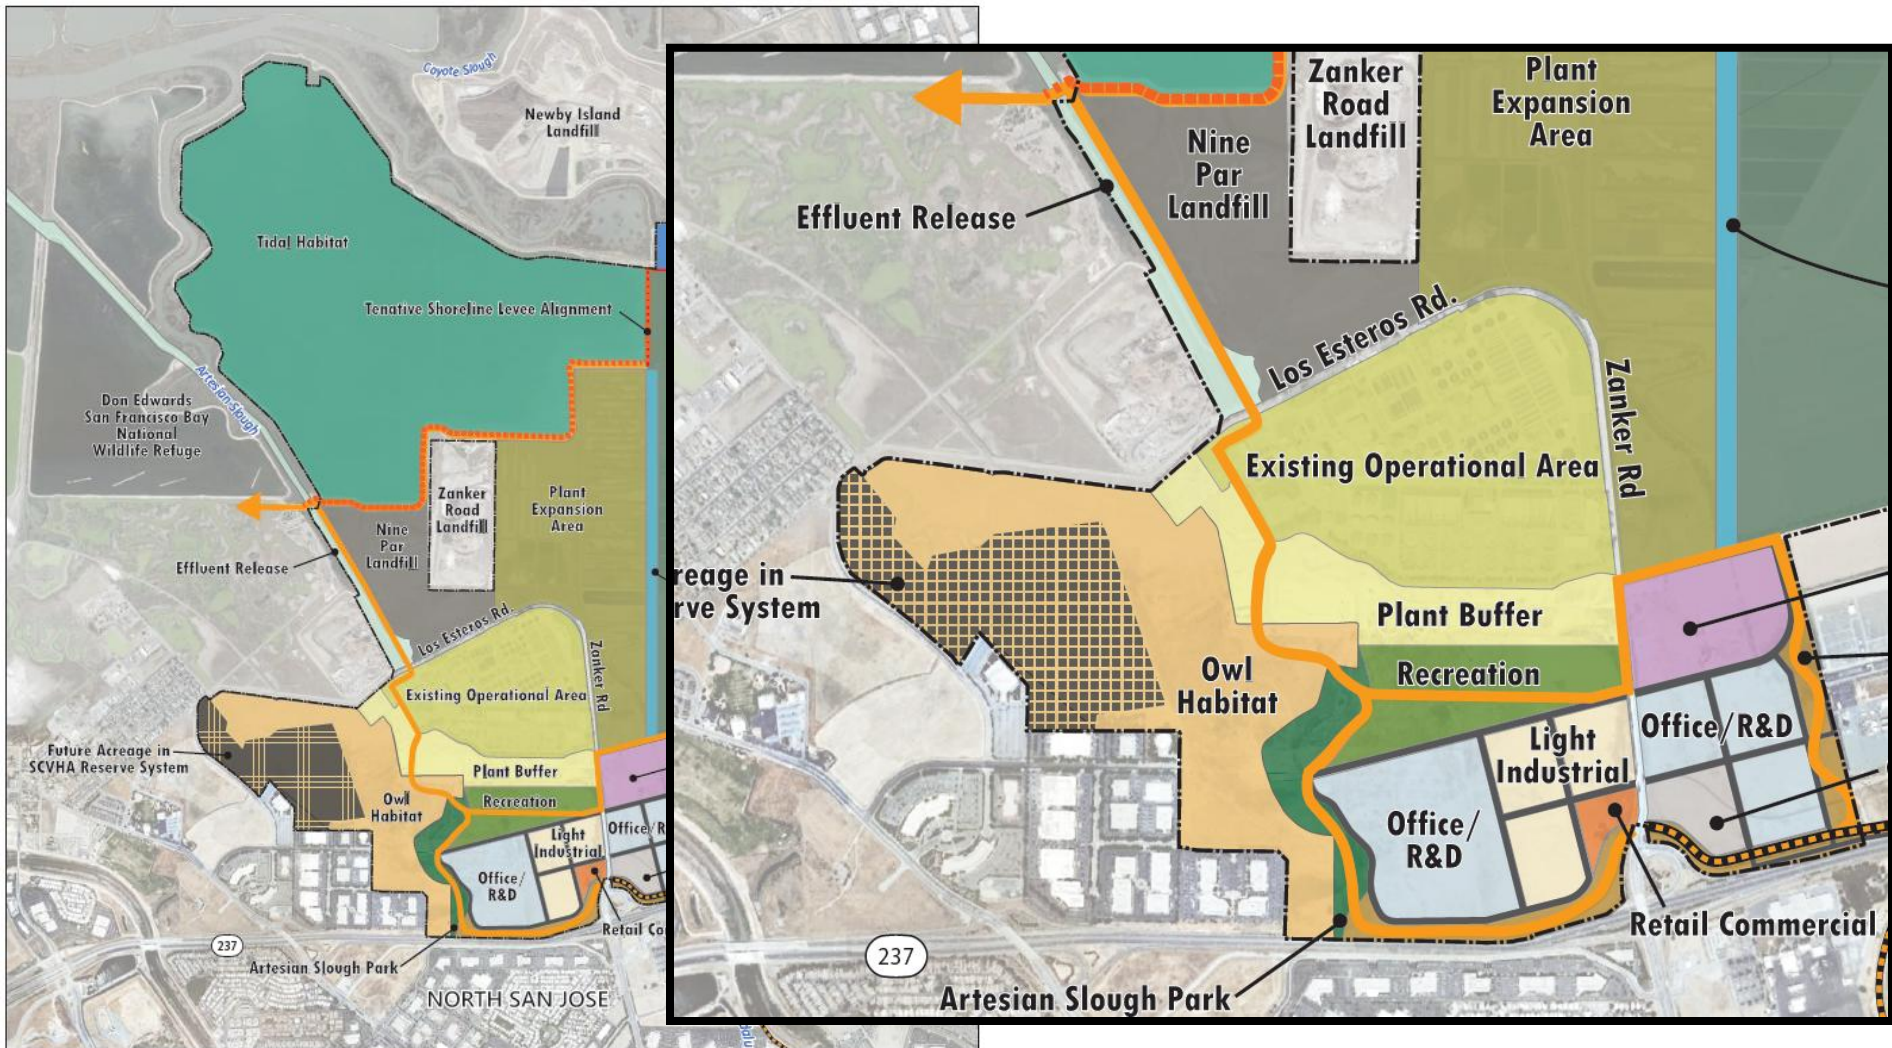 Coyote Slough
Newby Island
Landfill
Tidal Habitat
Tenative Shoreline Levee Alignment
Artesian Slough
Don Edwards
San Francisco Bay
National
Wildlife Refuge
Zanker
Road
Landfill
Plant
Expansion
Area
Nine
Par
Landfill
Effluent Release
Los Esteros Rd.
Zanker Rd
Existing Operational Area
Future Acreage in
SCVHA Reserve System
Plant Buffer
Owl
Habitat
Recreation
Light
Industrial
Office/R
Office/
R&D
Retail Co
237
Artesian Slough Park
NORTH SAN JOSE
Zanker
Road
Landfill
Plant
Expansion
Area
Nine
Par
Landfill
Effluent Release
Los Esteros Rd.
Zanker Rd
Existing Operational Area
reage in
rve System
Plant Buffer
Owl
Habitat
Recreation
Office/R&D
Light
Industrial
Office/
R&D
Retail Commercial
237
Artesian Slough Park